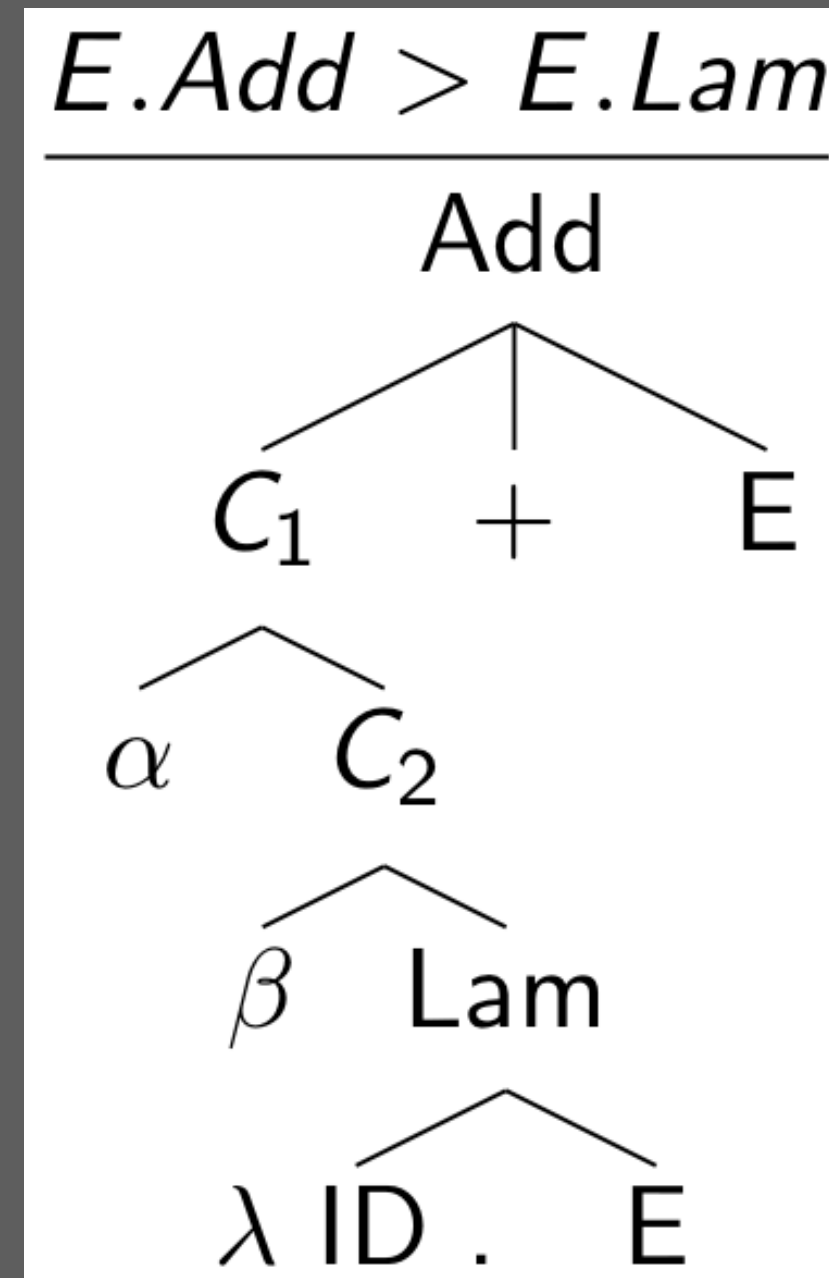 E.Add > E.Lam
Add
C₁ + E
α C₂
β Lam
λ ID . E